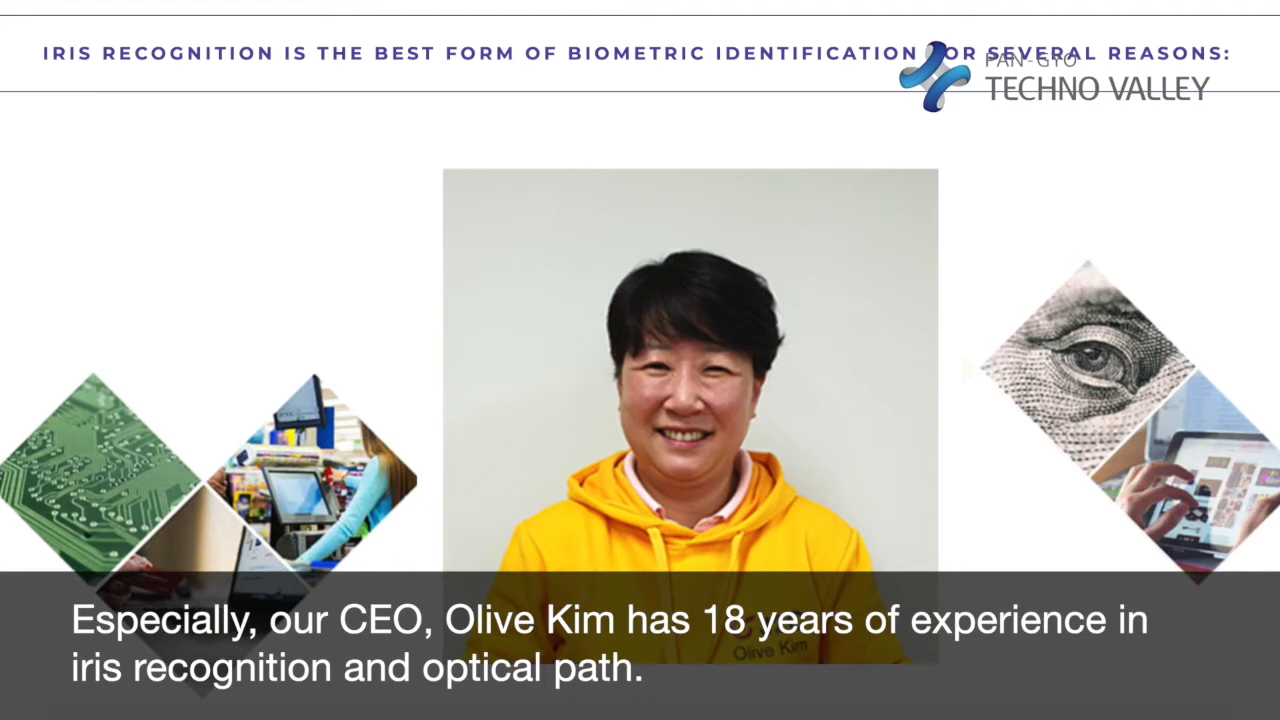 IRIS RECOGNITION IS THE BEST FORM OF BIOMETRIC IDENTIFICATION FOR SEVERAL REASONS:
PAN-GYO
TECHNO VALLEY
Olive Kim
Especially, our CEO, Olive Kim has 18 years of experience in
iris recognition and optical path.